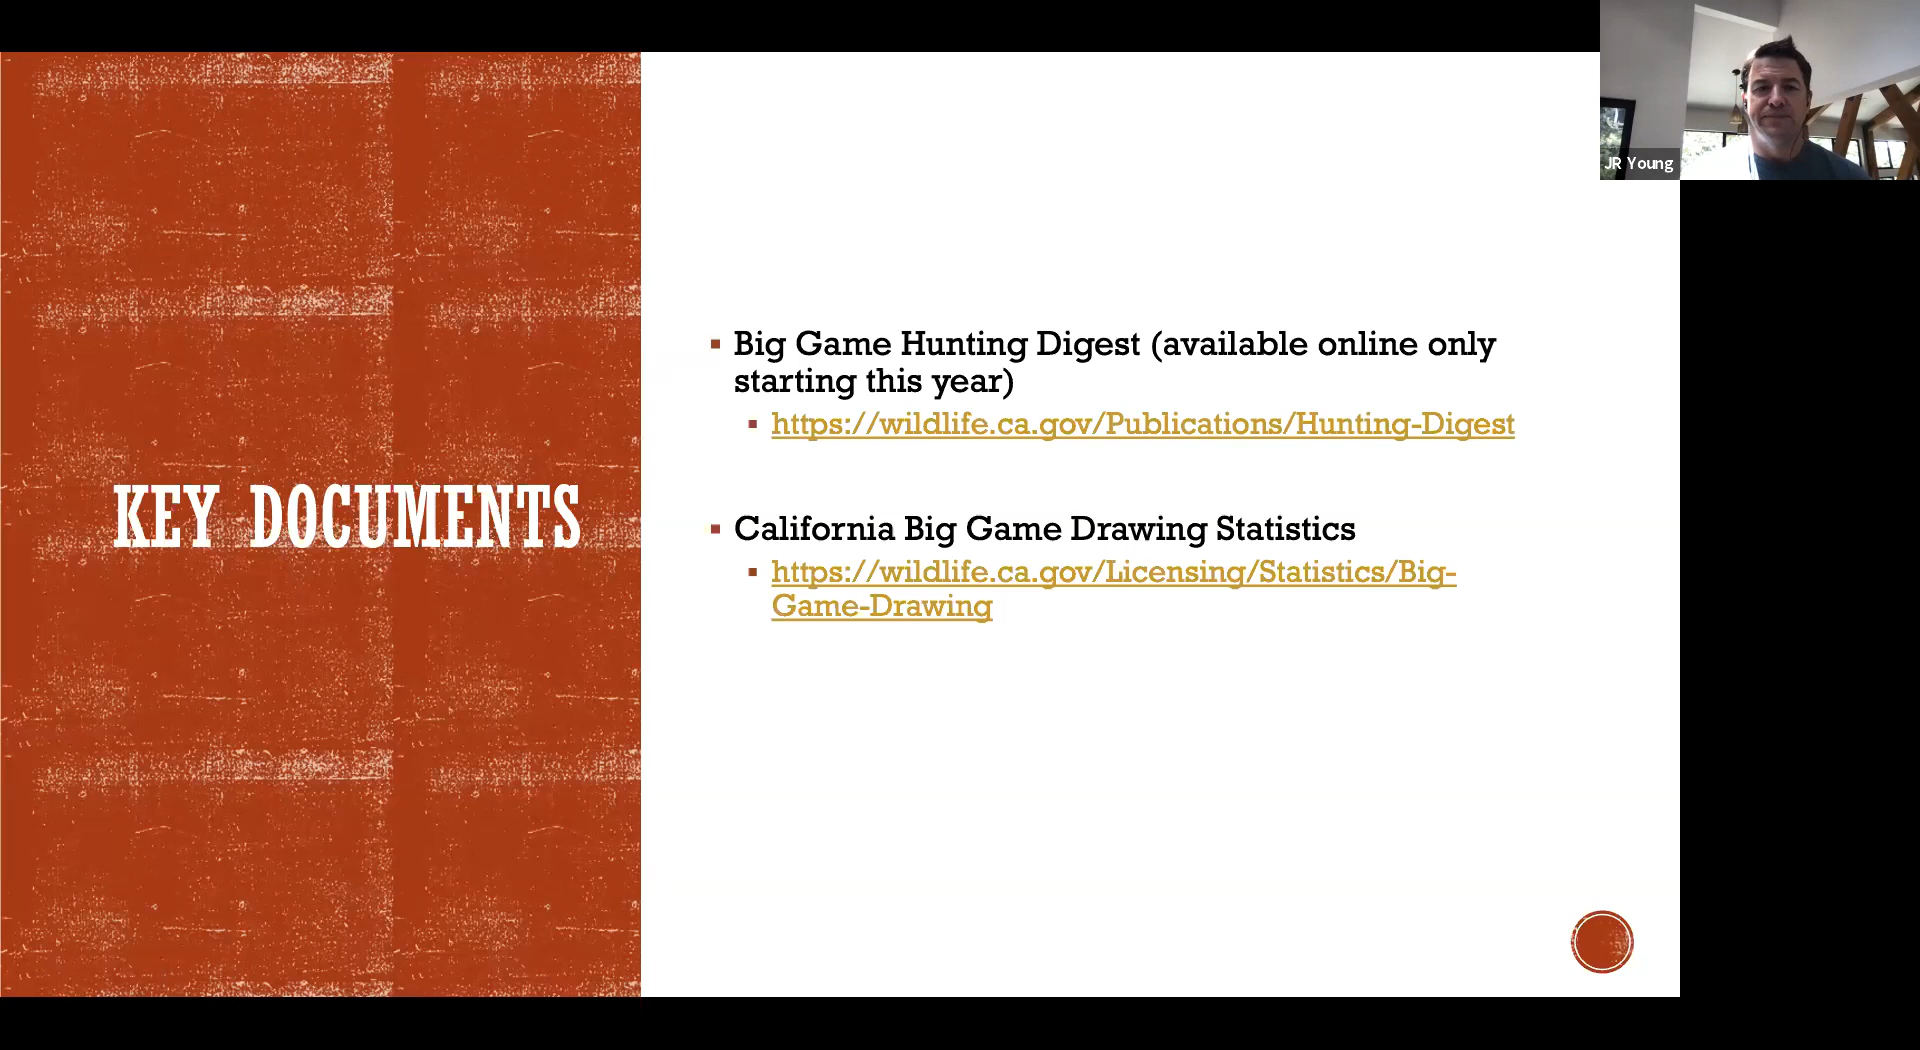 JR Young
KEY DOCUMENTS
Big Game Hunting Digest (available online only
starting this year)
https://wildlife.ca.gov/Publications/Hunting-Digest
California Big Game Drawing Statistics
https://wildlife.ca.gov/Licensing/Statistics/Big-
Game-Drawing